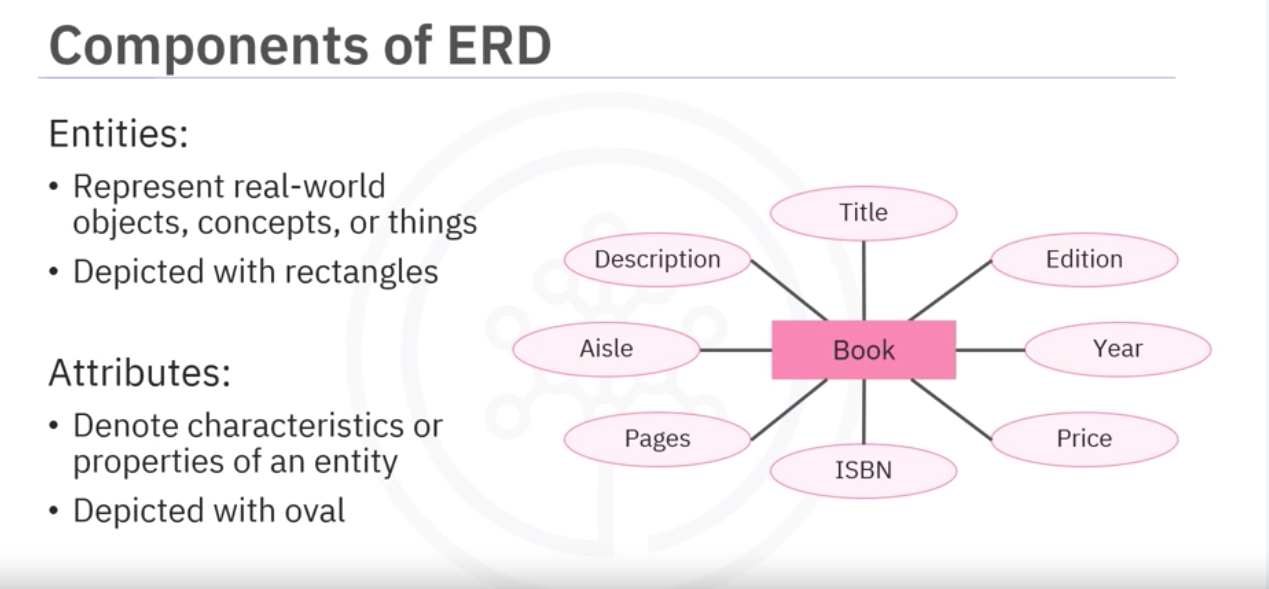 Components of ERD
Entities:
• Represent real-world
objects, concepts, or things
• Depicted with rectangles
Attributes:
• Denote characteristics or
properties of an entity
• Depicted with oval
Title
Description
Edition
Aisle
Book
Year
Pages
Price
ISBN